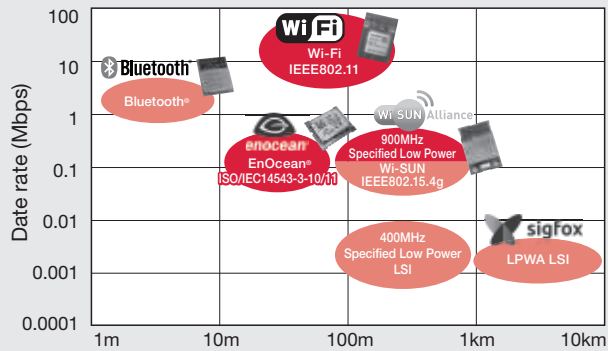 100
10
1
0.1
0.01
0.001
0.0001
Date rate (Mbps)
Wi Fi
Wi-Fi
IEEE802.11
Bluetooth®
Bluetooth®
enocean®
EnOcean®
ISO/IEC14543-3-10/11
Wi SUN Alliance
900MHz
Specified Low Power
Wi-SUN
IEEE802.15.4g
400MHz
Specified Low Power
LSI
sigfox
LPWA LSI
1m
10m
100m
1km
10km